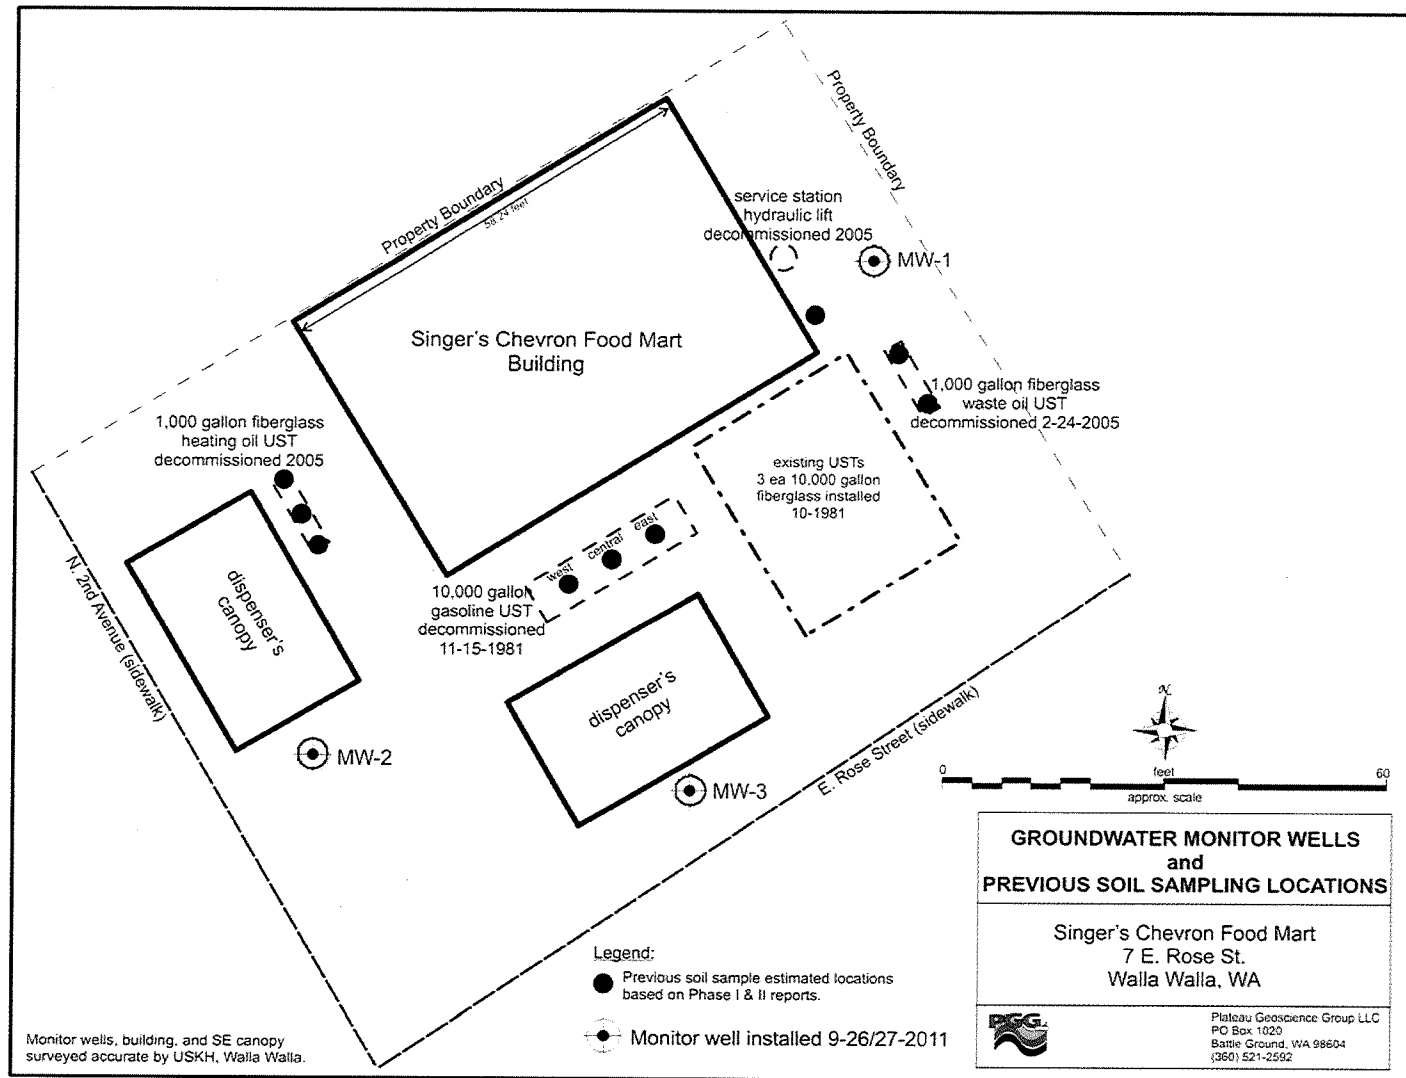 Property Boundary
Property Boundary
58.24 feet
service station
hydraulic lift
decommissioned 2005
MW-1
Singer's Chevron Food Mart
Building
1,000 gallon fiberglass
waste oil UST
decommissioned 2-24-2005
1,000 gallon fiberglass
heating oil UST
decommissioned 2005
existing USTs
3 ea 10,000 gallon
fiberglass installed
10-1981
west
central
east
10,000 gallon
gasoline UST
decommissioned
11-15-1981
N. 2nd Avenue (sidewalk)
dispenser's
canopy
dispenser's
canopy
MW-2
MW-3
E. Rose Street (sidewalk)
N
0
feet
60
approx. scale
GROUNDWATER MONITOR WELLS
and
PREVIOUS SOIL SAMPLING LOCATIONS
Singer's Chevron Food Mart
7 E. Rose St.
Walla Walla, WA
Legend:
Previous soil sample estimated locations
based on Phase I & II reports.
Monitor well installed 9-26/27-2011
Monitor wells, building, and SE canopy
surveyed accurate by USKH, Walla Walla.
PGG
Plateau Geoscience Group LLC
PO Box 1020
Battle Ground, WA 98604
(360) 521-2592